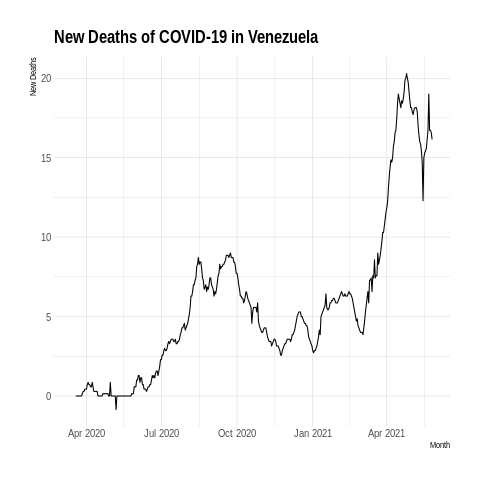 New Deaths of COVID-19 in Venezuela
New Deaths
20
15
10
5
0
Apr 2020 Jul 2020 Oct 2020 Jan 2021 Apr 2021
Month